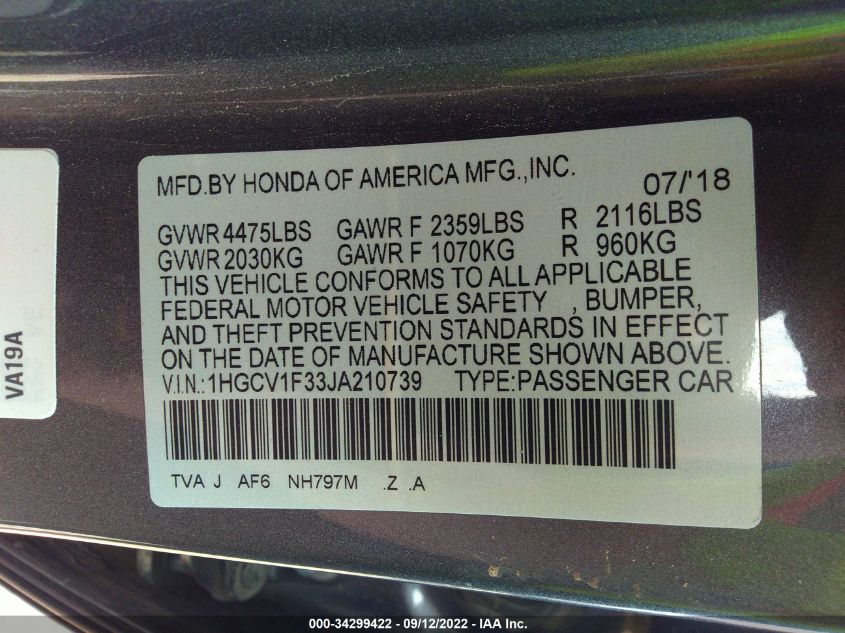 MFD.BY HONDA OF AMERICA MFG.,INC. 07/'18
GVWR 4475LBS GAWR F 2359LBS R 2116LBS
GVWR 2030KG GAWR F 1070KG R 960KG
THIS VEHICLE CONFORMS TO ALL APPLICABLE
FEDERAL MOTOR VEHICLE SAFETY , BUMPER,
AND THEFT PREVENTION STANDARDS IN EFFECT
ON THE DATE OF MANUFACTURE SHOWN ABOVE.
V.I.N.:1HGCV1F33JA210739 TYPE:PASSENGER CAR
TVA J AF6 NH797M .Z .A
VA19A
000-34299422 - 09/12/2022 - IAA Inc.